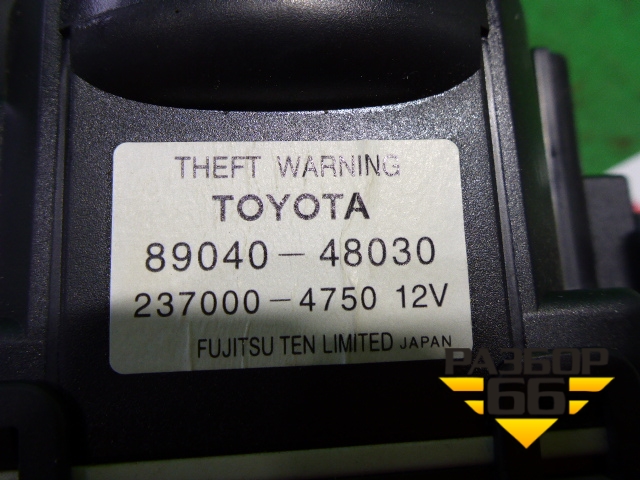 THEFT WARNING
TOYOTA
89040-48030
237000-4750 12V
FUJITSU TEN LIMITED JAPAN
РАЗБОР
66